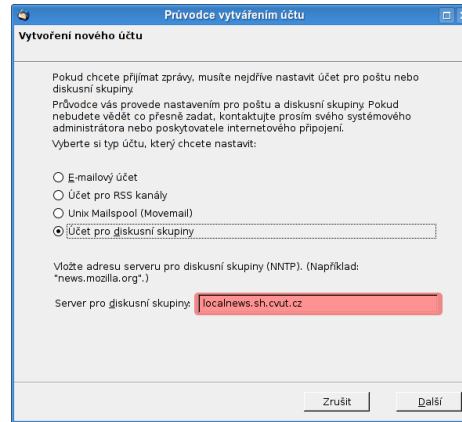 Průvodce vytvářením účtu
Vytvoření nového účtu
Pokud chcete přijímat zprávy, musíte nejdříve nastavit účet pro poštu nebo
diskusní skupiny.
Průvodce vás provede nastavením pro poštu a diskusní skupiny. Pokud
nebudete vědět co přesně zadat, kontaktujte prosím svého systémového
administrátora nebo poskytovatele internetového připojení.
Vyberte si typ účtu, který chcete nastavit:
E-mailový účet
Účet pro RSS kanály
Unix Mailspool (Movemail)
Účet pro diskusní skupiny
Vložte adresu serveru pro diskusní skupiny (NNTP). (Například:
"news.mozilla.org".)
Server pro diskusní skupiny: localnews.sh.cvut.cz
Zrušit Další